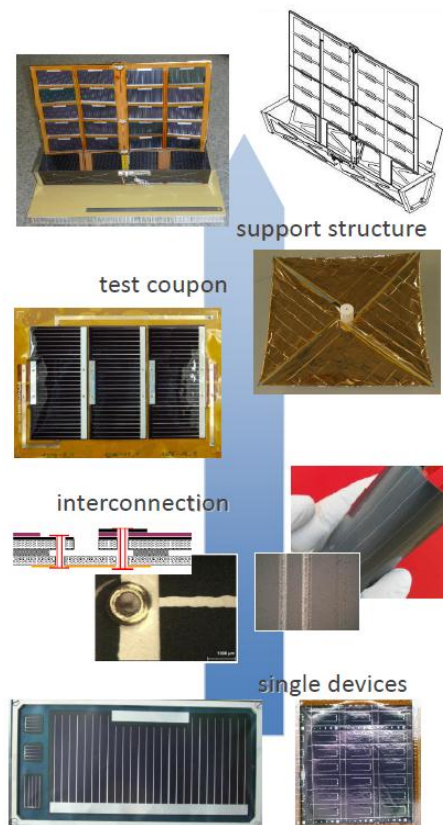 support structure
test coupon
interconnection
single devices